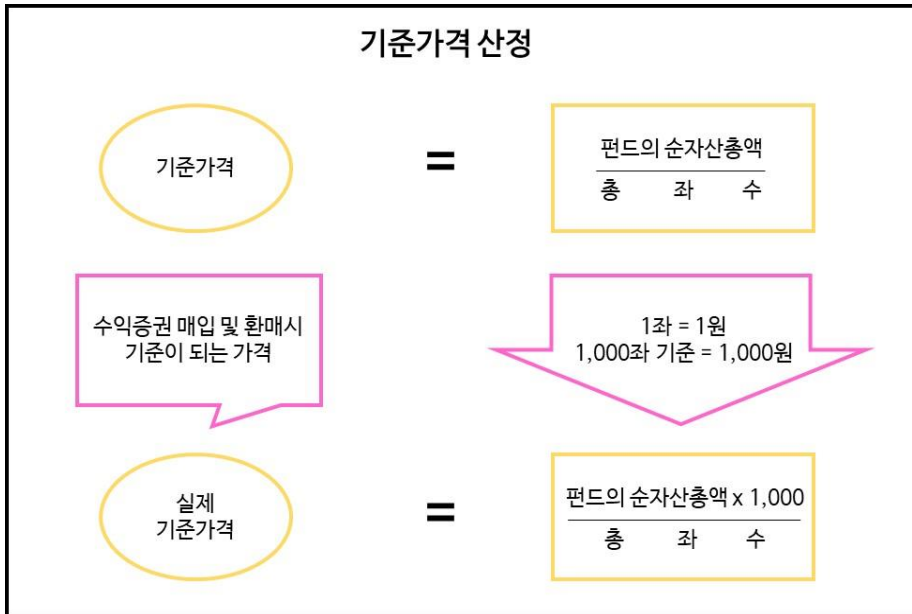 기준가격 산정
기준가격
=
펀드의 순자산총액
총 좌 수
수익증권 매입 및 환매시
기준이 되는 가격
1좌 = 1원
1,000좌 기준 = 1,000원
실제
기준가격
=
펀드의 순자산총액 x 1,000
총 좌 수